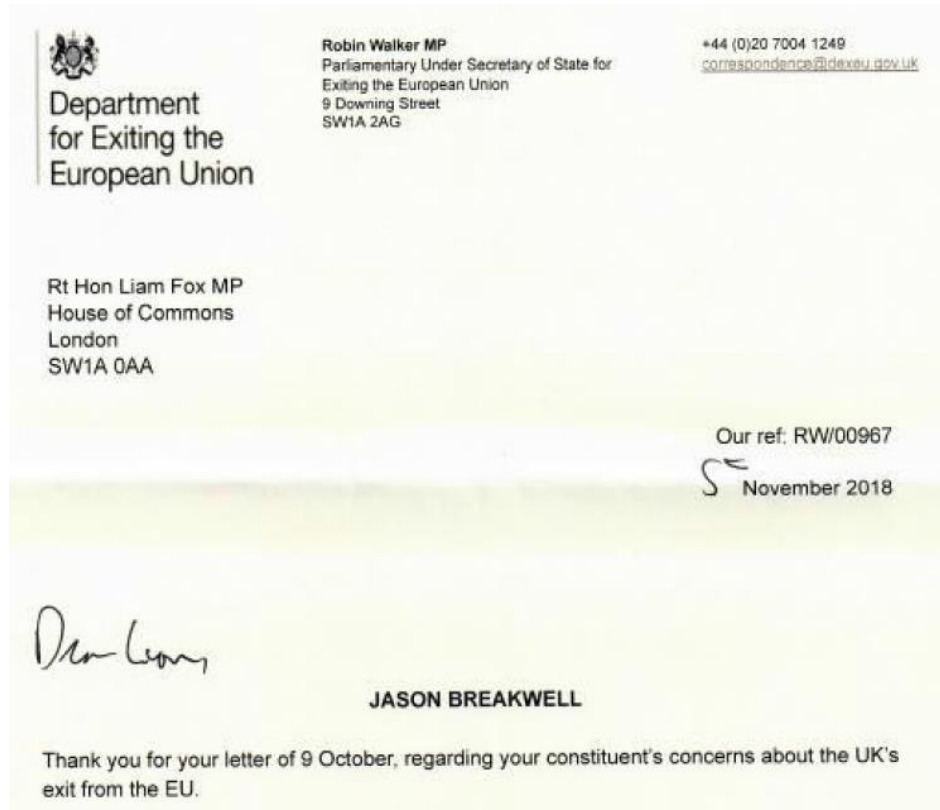 Department
for Exiting the
European Union
Robin Walker MP
Parliamentary Under Secretary of State for
Exiting the European Union
9 Downing Street
SW1A 2AG
+44 (0)20 7004 1249
correspondence@dexeu.gov.uk
Rt Hon Liam Fox MP
House of Commons
London
SW1A 0AA
Our ref: RW/00967
5 November 2018
Dear Liam,
JASON BREAKWELL
Thank you for your letter of 9 October, regarding your constituent's concerns about the UK's
exit from the EU.